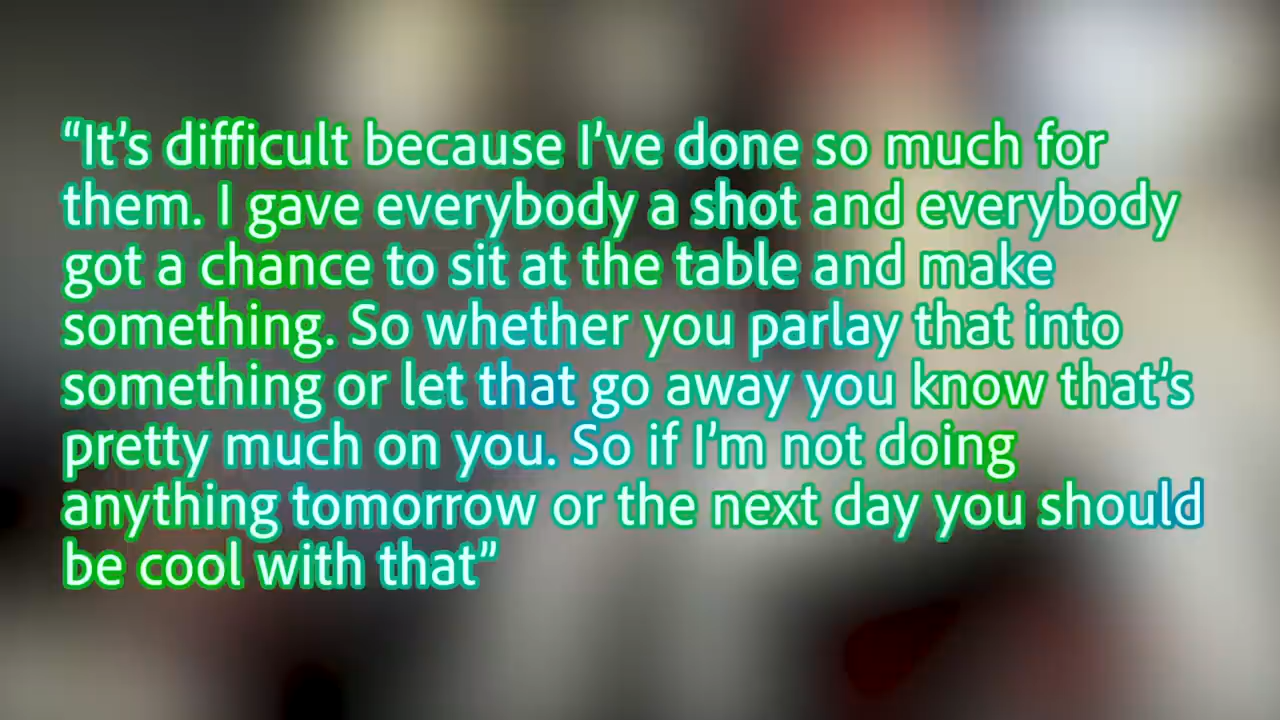 “It’s difficult because I’ve done so much for
them. I gave everybody a shot and everybody
got a chance to sit at the table and make
something. So whether you parlay that into
something or let that go away you know that’s
pretty much on you. So if I’m not doing
anything tomorrow or the next day you should
be cool with that”